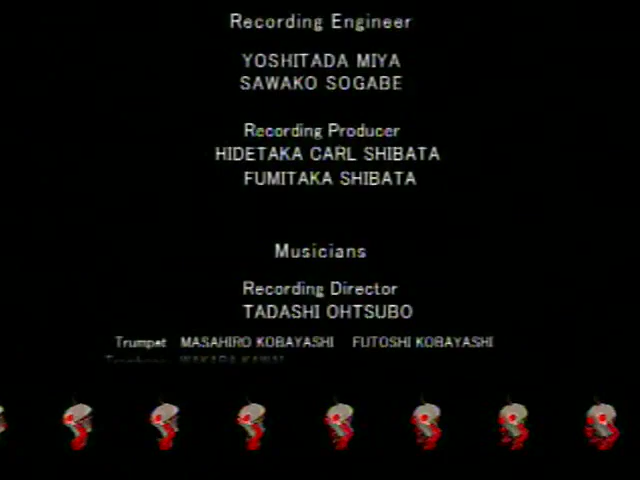 Recording Engineer
YOSHITADA MIYA
SAWAKO SOGABE
Recording Producer
HIDETAKA CARL SHIBATA
FUMITAKA SHIBATA
Musicians
Recording Director
TADASHI OHTSUBO
Trumpet MASAHIRO KOBAYASHI FUTOSHI KOBAYASHI